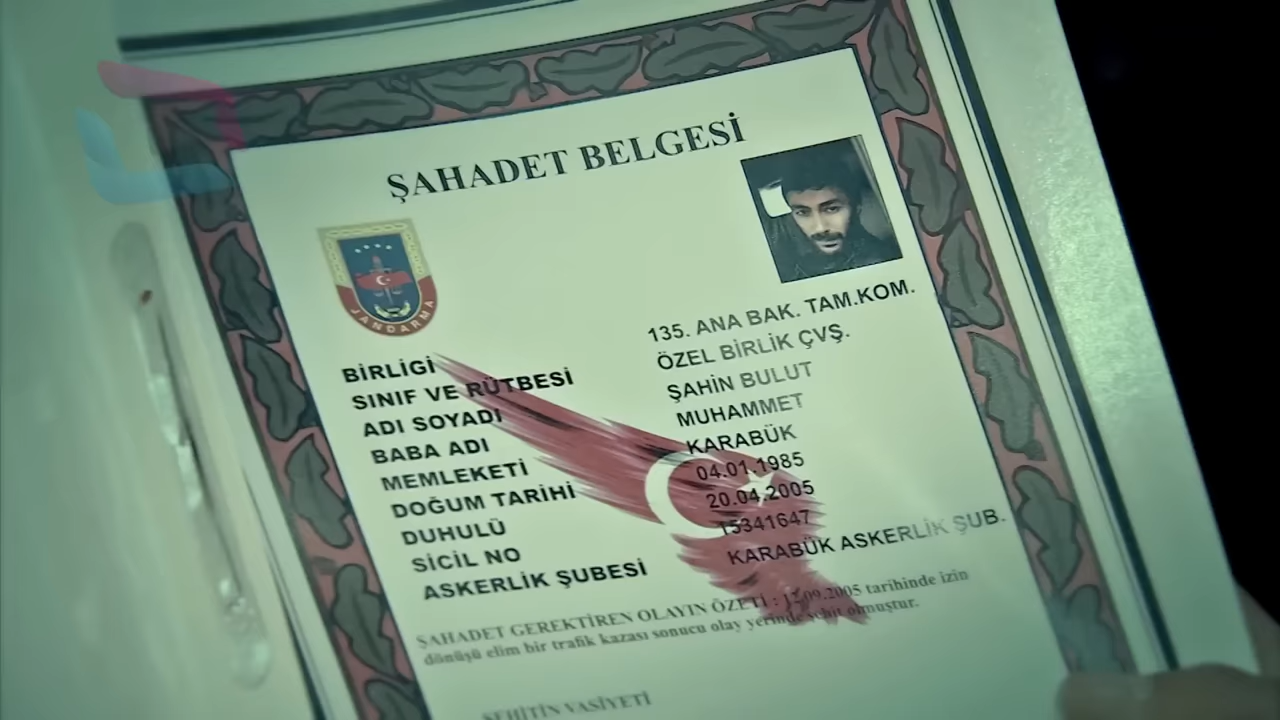 ŞAHADET BELGESİ
JANDARMA
BİRLİGİ 135. ANA BAK. TAM.KOM.
SINIF VE RÜTBESİ ÖZEL BİRLİK ÇVŞ.
ADI SOYADI ŞAHİN BULUT
BABA ADI MUHAMMET
MEMLEKETİ KARABÜK
DOĞUM TARİHİ 04.01.1985
DUHULÜ 20.04.2005
SİCİL NO 15341647
ASKERLİK ŞUBESİ KARABÜK ASKERLİK ŞUB.
ŞAHADET GEREKTİREN OLAYIN ÖZETİ : 12.09.2005 tarihinde izin
dönüşü elim bir trafik kazası sonucu olay yerinde şehit olmuştur.
ŞEHİTİN VASİYETİ